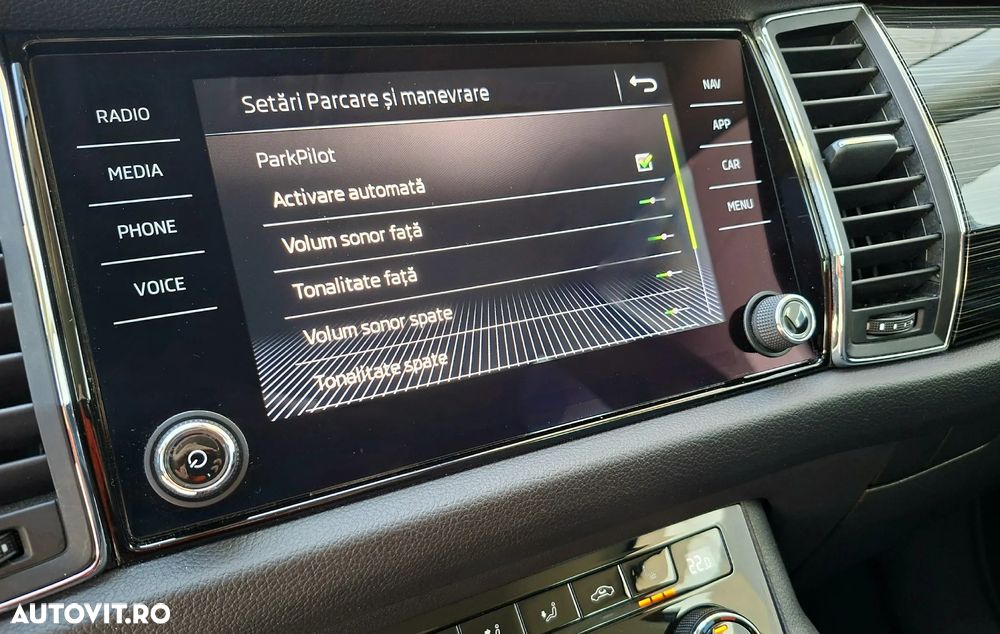 RADIO
MEDIA
PHONE
VOICE
Setări Parcare și manevrare
ParkPilot
Activare automată
Volum sonor față
Tonalitate față
Volum sonor spate
Tonalitate spate
NAV
APP
CAR
MENU
22.0
AUTOVIT.RO